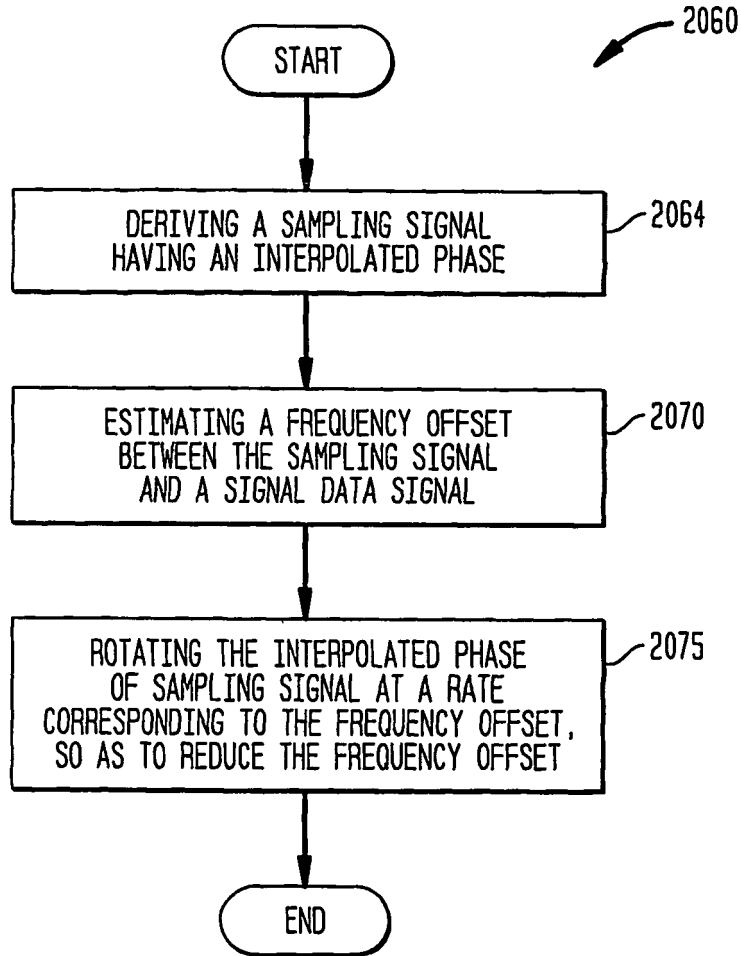 2060
START
DERIVING A SAMPLING SIGNAL
HAVING AN INTERPOLATED PHASE
2064
ESTIMATING A FREQUENCY OFFSET
BETWEEN THE SAMPLING SIGNAL
AND A SIGNAL DATA SIGNAL
2070
ROTATING THE INTERPOLATED PHASE
OF SAMPLING SIGNAL AT A RATE
CORRESPONDING TO THE FREQUENCY OFFSET,
SO AS TO REDUCE THE FREQUENCY OFFSET
2075
END